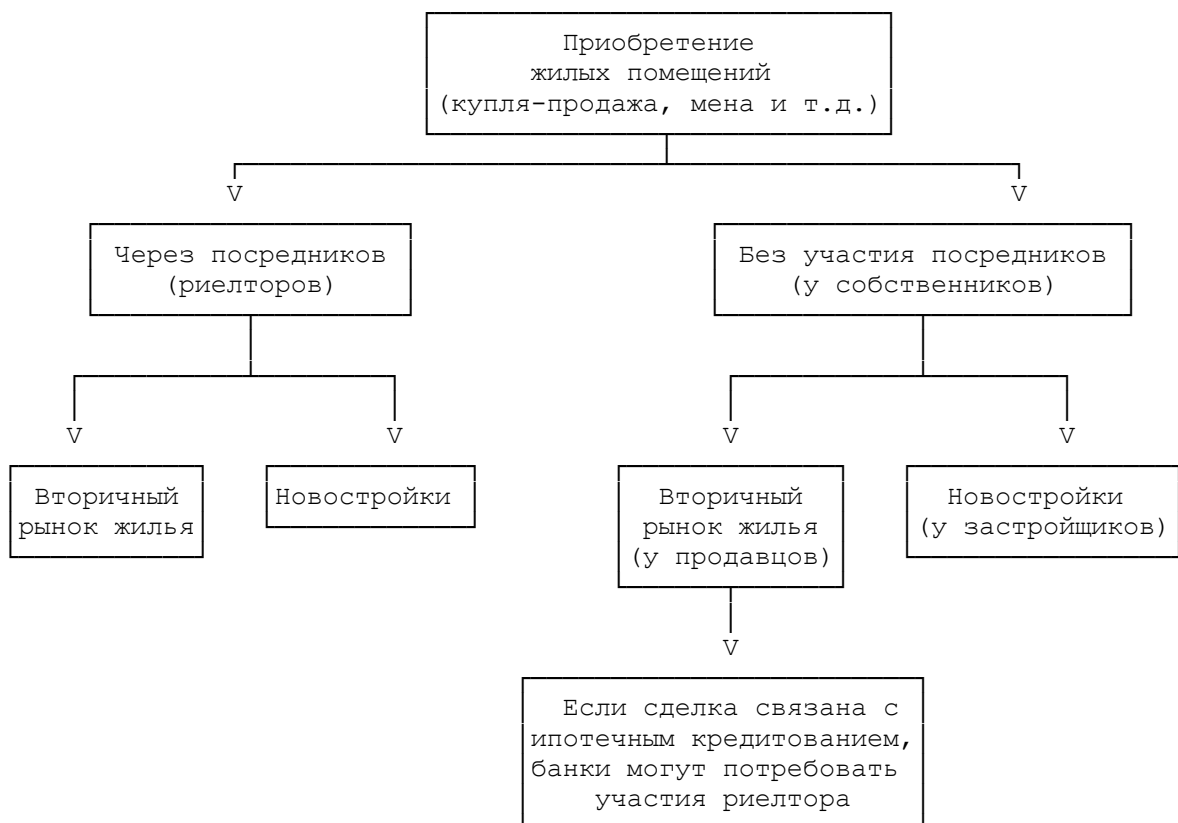 Приобретение
жилых помещений
(купля-продажа, мена и т.д.)
V
V
Через посредников
(риелторов)
Без участия посредников
(у собственников)
V
V
V
V
Вторичный
рынок жилья
Новостройки
Вторичный
рынок жилья
(у продавцов)
Новостройки
(у застройщиков)
V
Если сделка связана с
ипотечным кредитованием,
банки могут потребовать
участия риелтора